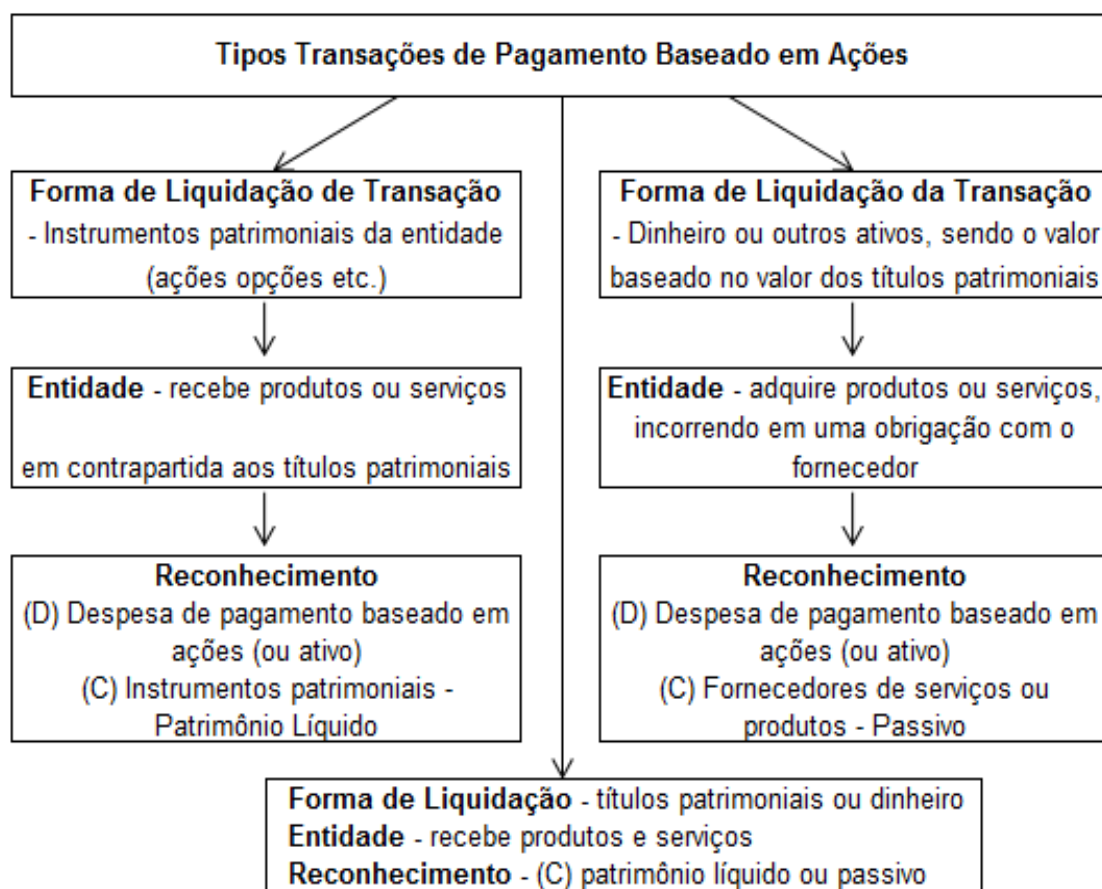 Tipos Transações de Pagamento Baseado em Ações
Forma de Liquidação de Transação
- Instrumentos patrimoniais da entidade
(ações opções etc.)
Entidade - recebe produtos ou serviços
em contrapartida aos títulos patrimoniais
Reconhecimento
(D) Despesa de pagamento baseado em
ações (ou ativo)
(C) Instrumentos patrimoniais -
Patrimônio Líquido
Forma de Liquidação da Transação
- Dinheiro ou outros ativos, sendo o valor
baseado no valor dos títulos patrimoniais
Entidade - adquire produtos ou serviços,
incorrendo em uma obrigação com o
fornecedor
Reconhecimento
(D) Despesa de pagamento baseado em
ações (ou ativo)
(C) Fornecedores de serviços ou
produtos - Passivo
Forma de Liquidação - títulos patrimoniais ou dinheiro
Entidade - recebe produtos e serviços
Reconhecimento - (C) patrimônio líquido ou passivo